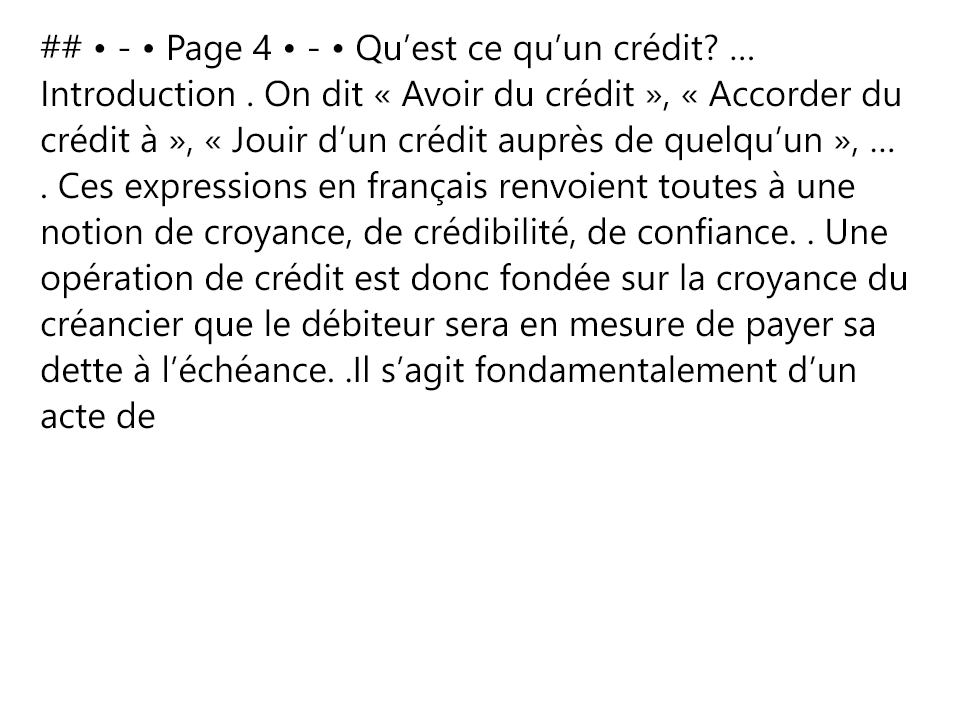 ## • - • Page 4 • - • Qu’est ce qu’un crédit? ...
Introduction . On dit « Avoir du crédit », « Accorder du
crédit à », « Jouir d’un crédit auprès de quelqu’un », ...
. Ces expressions en français renvoient toutes à une
notion de croyance, de crédibilité, de confiance. . Une
opération de crédit est donc fondée sur la croyance du
créancier que le débiteur sera en mesure de payer sa
dette à l’échéance. .Il s’agit fondamentalement d’un
acte de